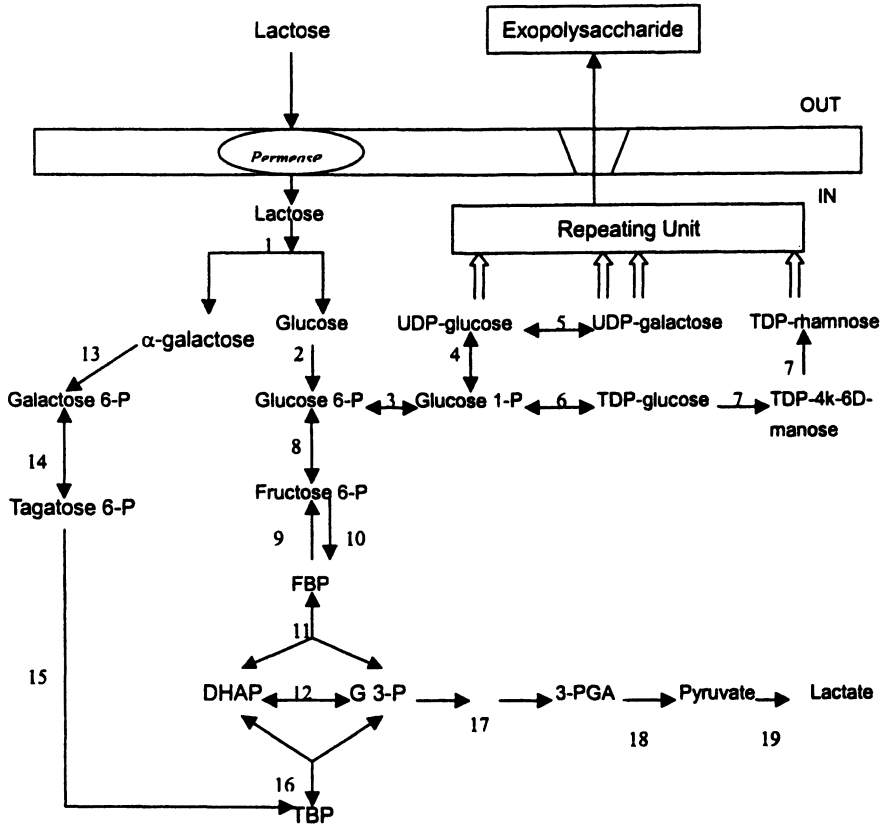 Lactose
Exopolysaccharide
OUT
Permease
IN
Lactose
Repeating Unit
1
α-galactose
Glucose
UDP-glucose
5
UDP-galactose
TDP-rhamnose
13
2
4
7
Galactose 6-P
Glucose 6-P
3
Glucose 1-P
6
TDP-glucose
7
TDP-4k-6D-
manose
14
8
Tagatose 6-P
Fructose 6-P
9
10
FBP
11
15
DHAP
12
G 3-P
17
3-PGA
18
Pyruvate
19
Lactate
16
TBP